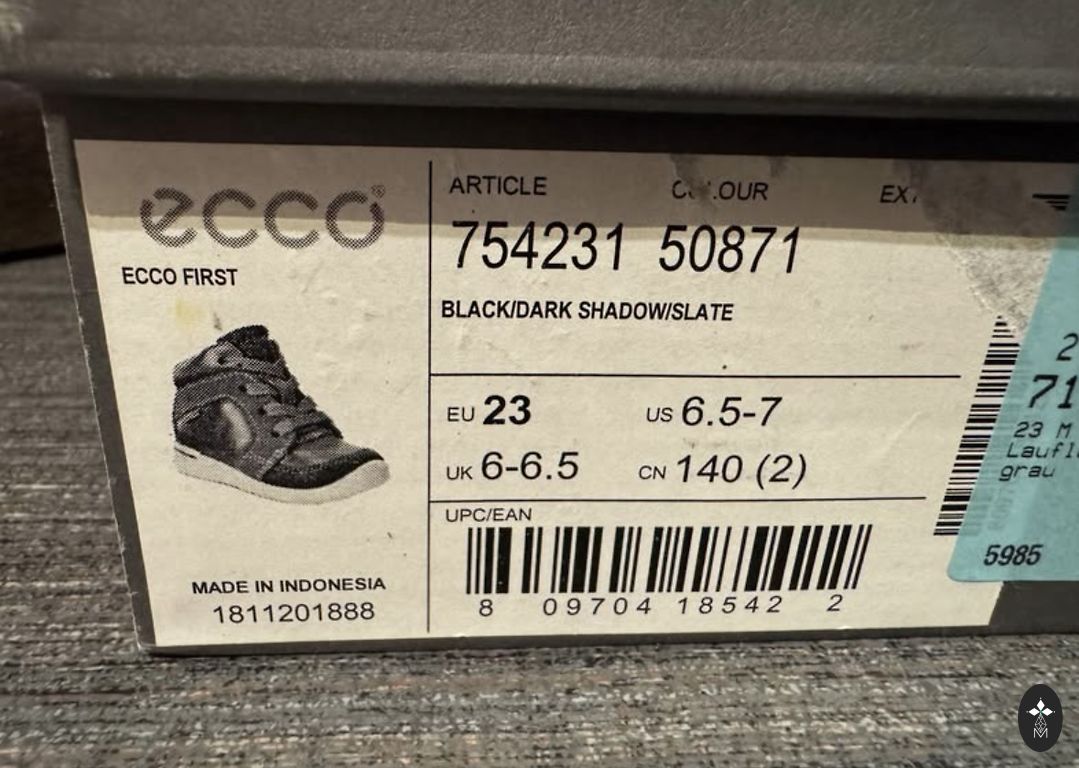 ecco®
ECCO FIRST
MADE IN INDONESIA
1811201888
ARTICLE
754231 50871
BLACK/DARK SHADOW/SLATE
EU 23 US 6.5-7
UK 6-6.5 CN 140 (2)
UPC/EAN
8 09704 18542 2
23 M
grau
5985
M